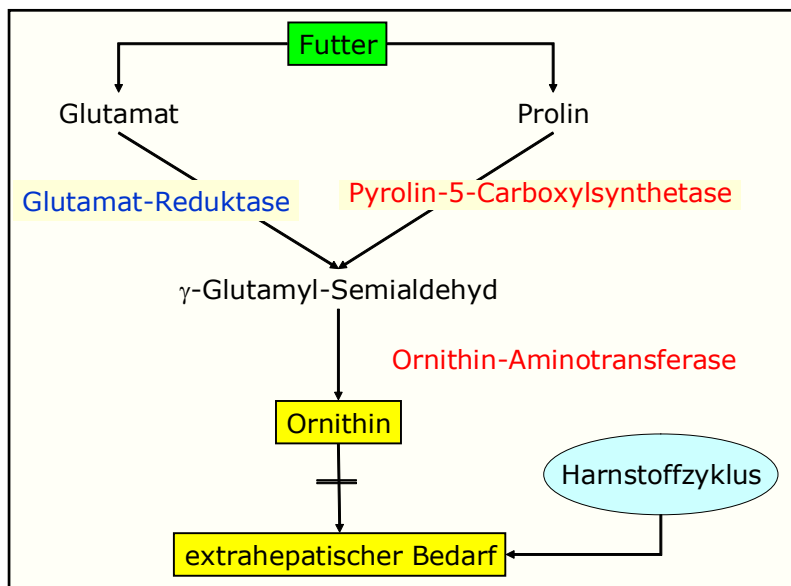 Futter
Glutamat
Prolin
Glutamat-Reduktase
Pyrolin-5-Carboxylsynthetase
γ-Glutamyl-Semialdehyd
Ornithin-Aminotransferase
Ornithin
Harnstoffzyklus
extrahepatischer Bedarf